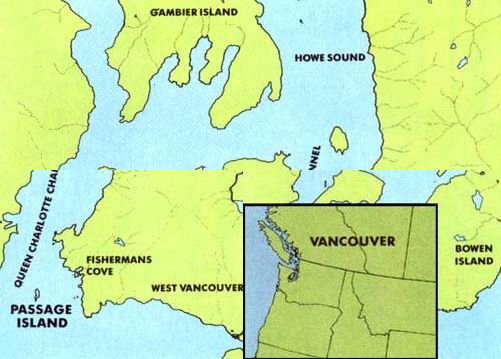 GAMBIER ISLAND
HOWE SOUND
NNEL
QUEEN CHARLOTTE CHA
FISHERMANS
COVE
VANCOUVER
BOWEN
ISLAND
WEST VANCOUVER
PASSAGE
ISLAND